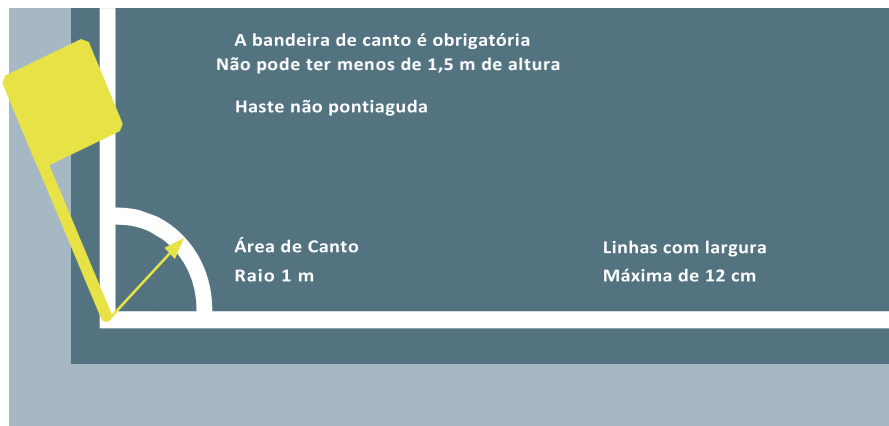 A bandeira de canto é obrigatória
Não pode ter menos de 1,5 m de altura
Haste não pontiaguda
Área de Canto
Raio 1 m
Linhas com largura
Máxima de 12 cm